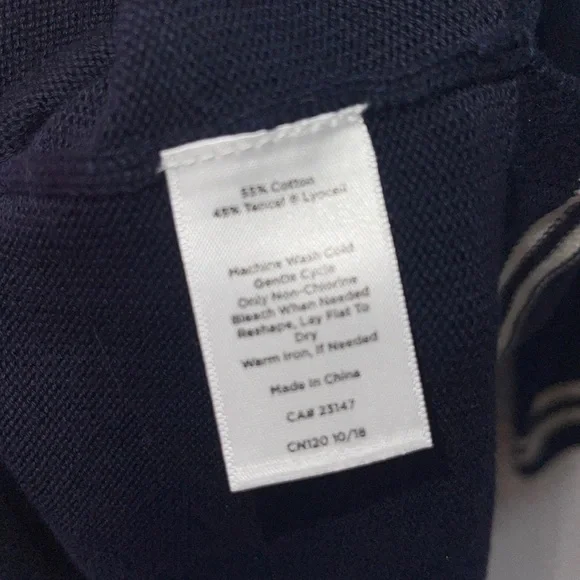 55% Cotton
45% Tencel ® Lyocell
Machine Wash Cold
Gentle Cycle
Only Non-Chlorine
Bleach When Needed
Reshape, Lay Flat To
Dry
Warm Iron, If Needed
Made In China
CA# 23147
CN120 10/18